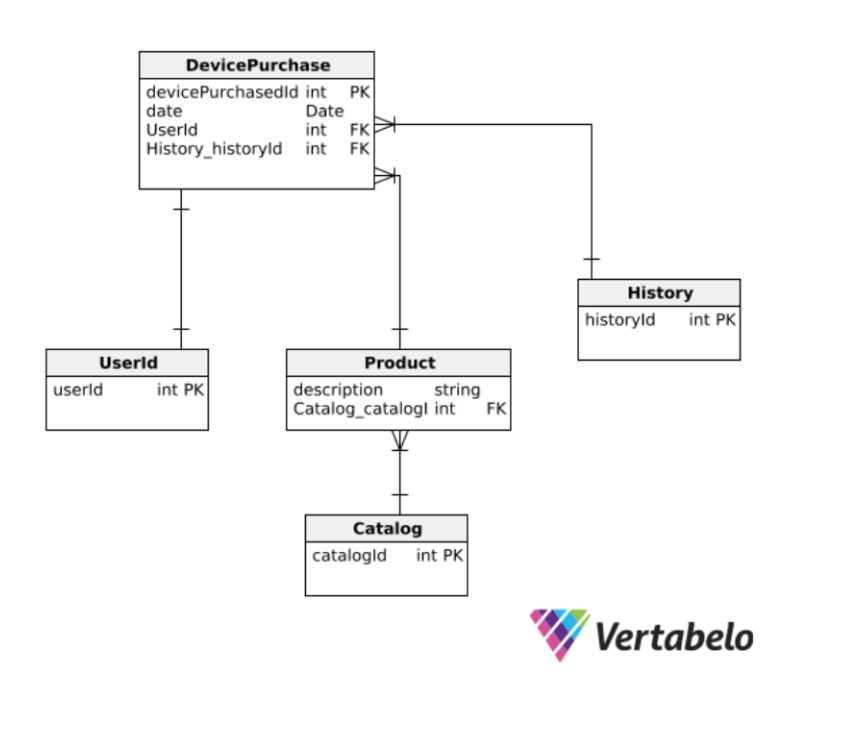 DevicePurchase
devicePurchasedId int PK
date Date
UserId int FK
History_historyId int FK
History
historyId int PK
UserId
userId int PK
Product
description string
Catalog_catalogI int FK
Catalog
catalogId int PK
Vertabelo